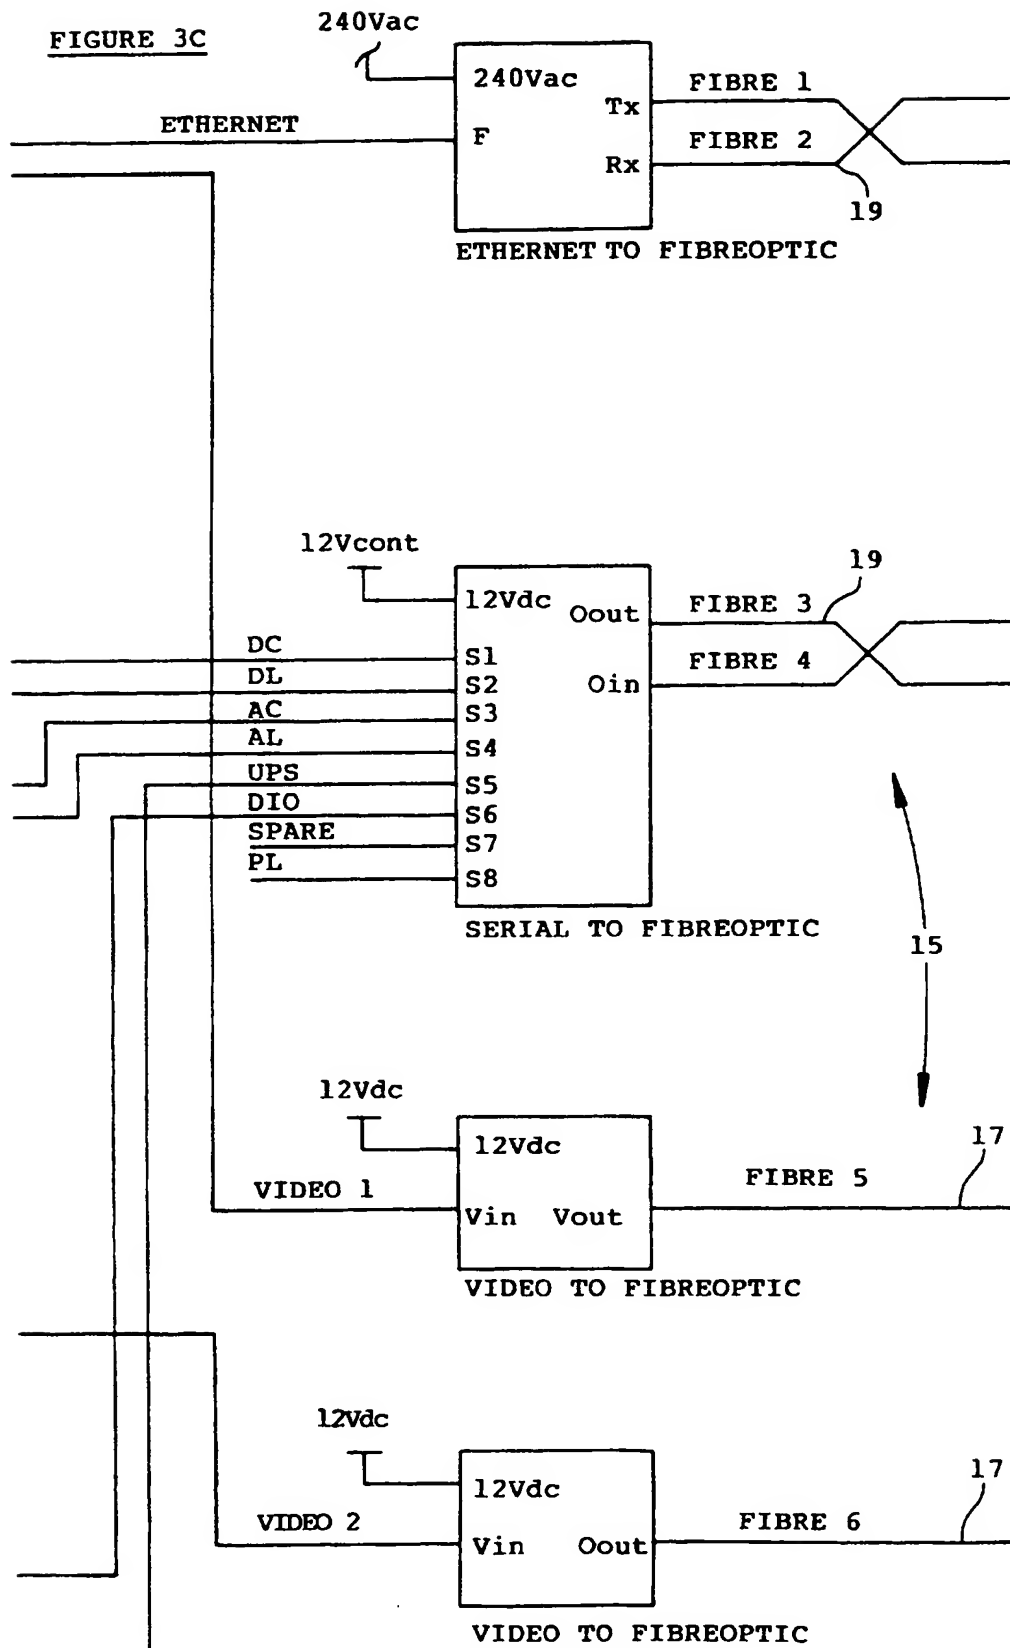 FIGURE 3C
240Vac
240Vac
Tx
FIBRE 1
ETHERNET
F
FIBRE 2
Rx
19
ETHERNET TO FIBREOPTIC
12Vcont
12Vdc
Oout
FIBRE 3
19
DC
S1
FIBRE 4
DL
S2
Oin
AC
S3
AL
S4
UPS
S5
DIO
S6
SPARE
S7
PL
S8
SERIAL TO FIBREOPTIC
15
12Vdc
12Vdc
17
VIDEO 1
Vin
Vout
FIBRE 5
VIDEO TO FIBREOPTIC
12Vdc
12Vdc
17
VIDEO 2
Vin
Oout
FIBRE 6
VIDEO TO FIBREOPTIC